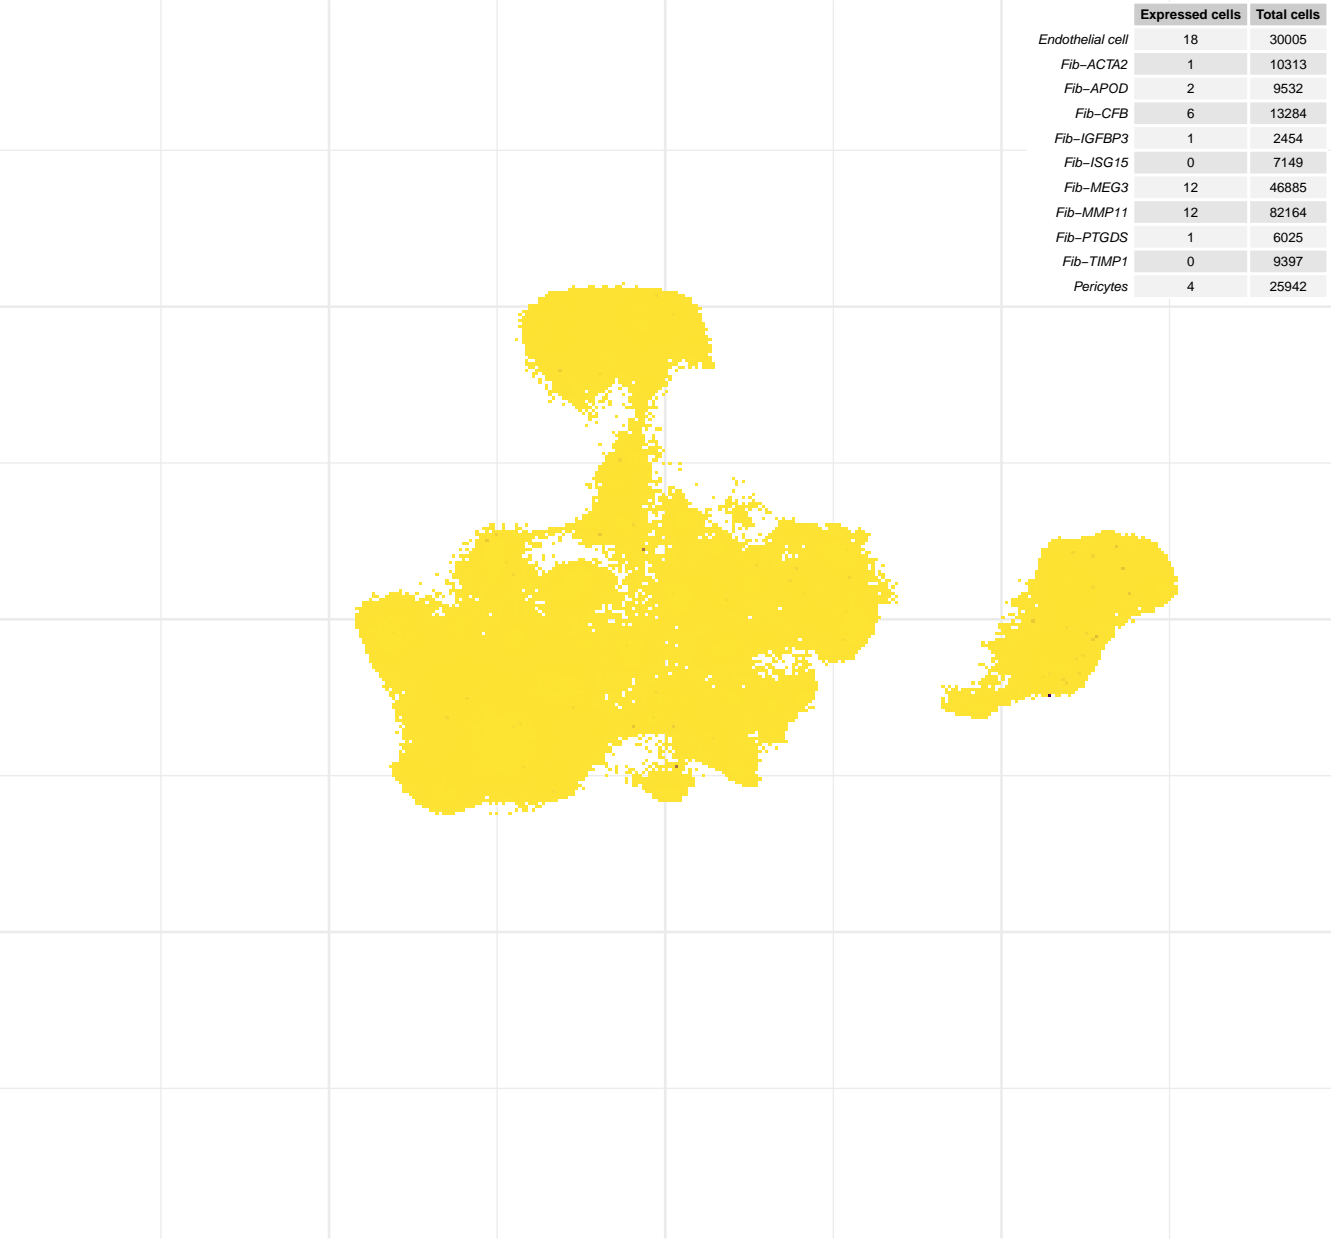 Expressed cells Total cells
Endothelial cell 18 30005
Fib−ACTA2 1 10313
Fib−APOD 2 9532
Fib−CFB 6 13284
Fib−IGFBP3 1 2454
Fib−ISG15 0 7149
Fib−MEG3 12 46885
Fib−MMP11 12 82164
Fib−PTGDS 1 6025
Fib−TIMP1 0 9397
Pericytes 4 25942